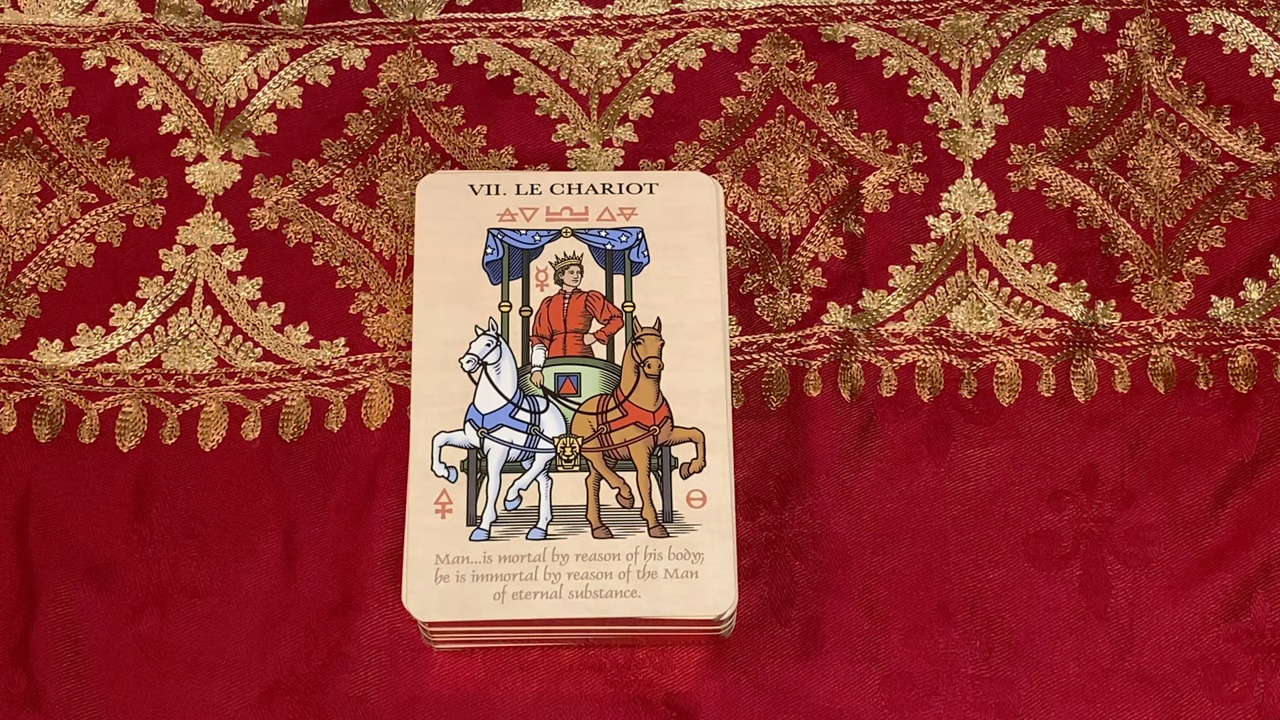 VII. LE CHARIOT
Man...is mortal by reason of his body;
he is immortal by reason of the Man
of eternal substance.